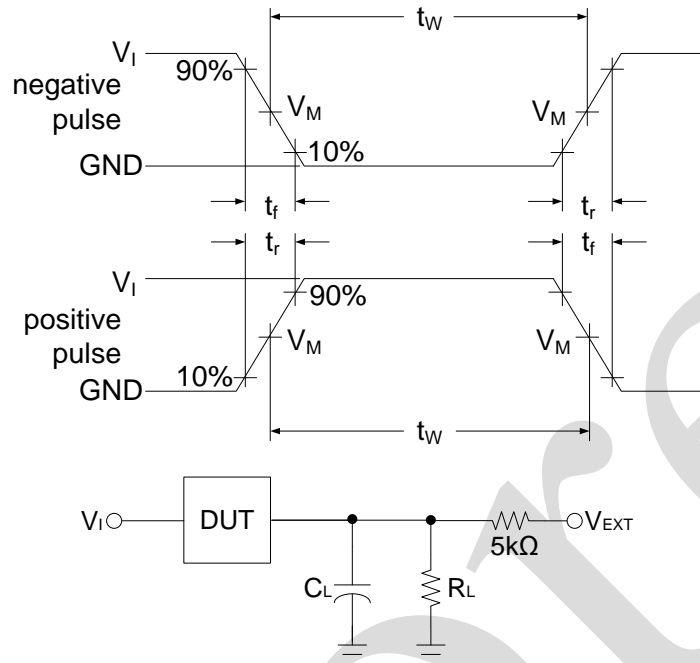 tW
VI
90%
negative
pulse
VM
VM
10%
GND
tf
tr
tr
tf
VI
90%
positive
pulse
VM
VM
10%
GND
tW
VI
DUT
VEXT
5kΩ
CL
RL